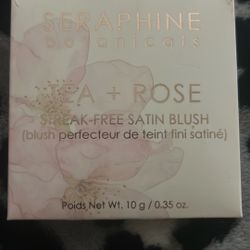 SERAPHINE
botanicals
TEA + ROSE
STREAK-FREE SATIN BLUSH
(blush perfecteur de teint fini satiné)
Poids Net Wt. 10 g / 0.35 oz.